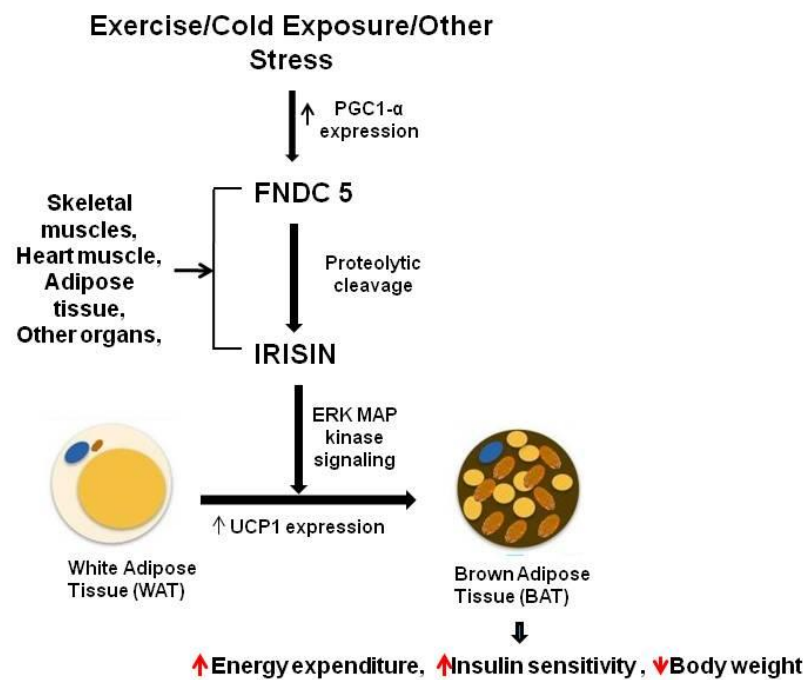 Exercise/Cold Exposure/Other
Stress
↑ PGC1-α
expression
FNDC 5
Skeletal
muscles,
Heart muscle,
Adipose
tissue,
Other organs,
Proteolytic
cleavage
IRISIN
ERK MAP
kinase
signaling
↑ UCP1 expression
White Adipose
Tissue (WAT)
Brown Adipose
Tissue (BAT)
↑Energy expenditure, ↑Insulin sensitivity, ↓Body weight